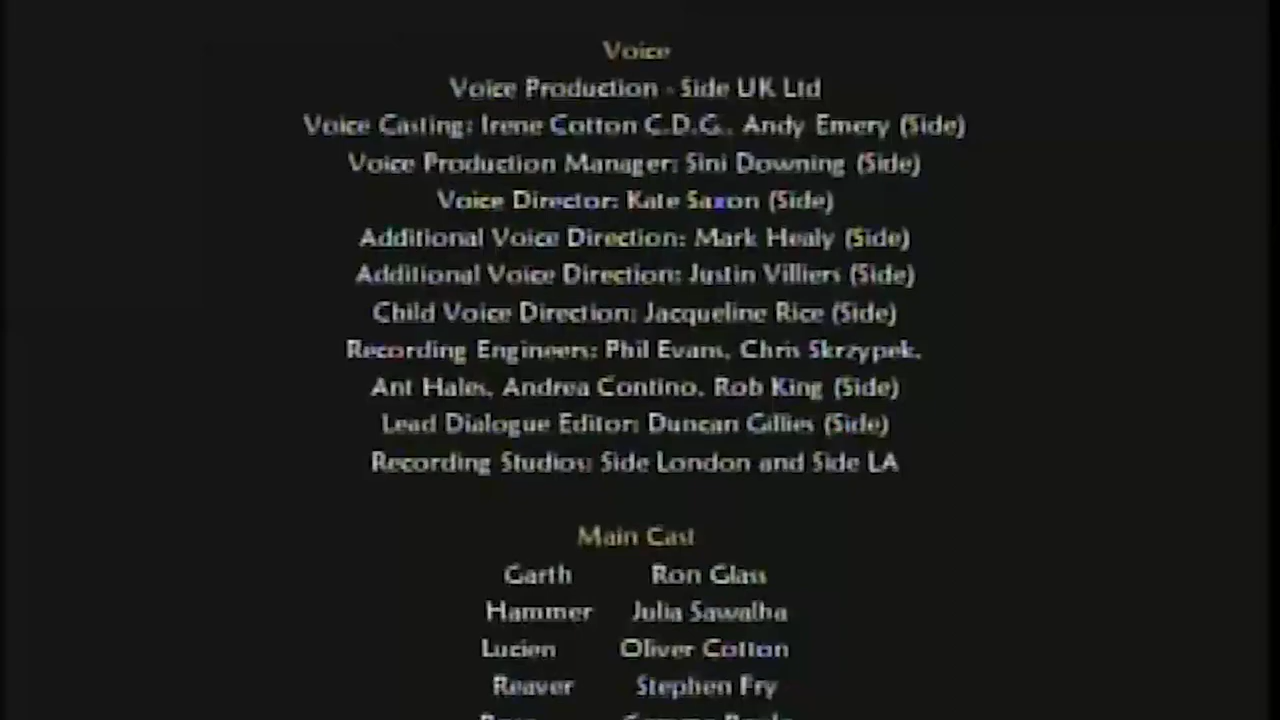 Voice
Voice Production - Side UK Ltd
Voice Casting: Irene Cotton C.D.G., Andy Emery (Side)
Voice Production Manager: Sini Downing (Side)
Voice Director: Kate Saxon (Side)
Additional Voice Direction: Mark Healy (Side)
Additional Voice Direction: Justin Villiers (Side)
Child Voice Direction: Jacqueline Rice (Side)
Recording Engineers: Phil Evans, Chris Skrzypek,
Ant Hales, Andrea Contino, Rob King (Side)
Lead Dialogue Editor: Duncan Gillies (Side)
Recording Studios: Side London and Side LA
Main Cast
Garth Ron Glass
Hammer Julia Sawalha
Lucien Oliver Cotton
Reaver Stephen Fry